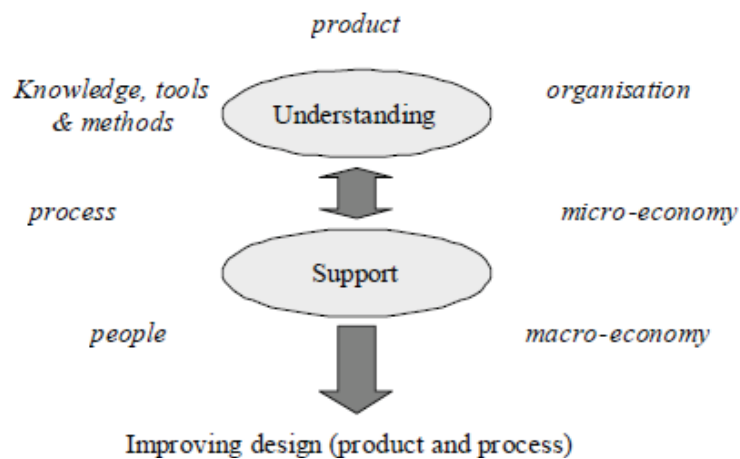 product
Knowledge, tools
& methods
Understanding
organisation
process
micro-economy
Support
people
macro-economy
Improving design (product and process)